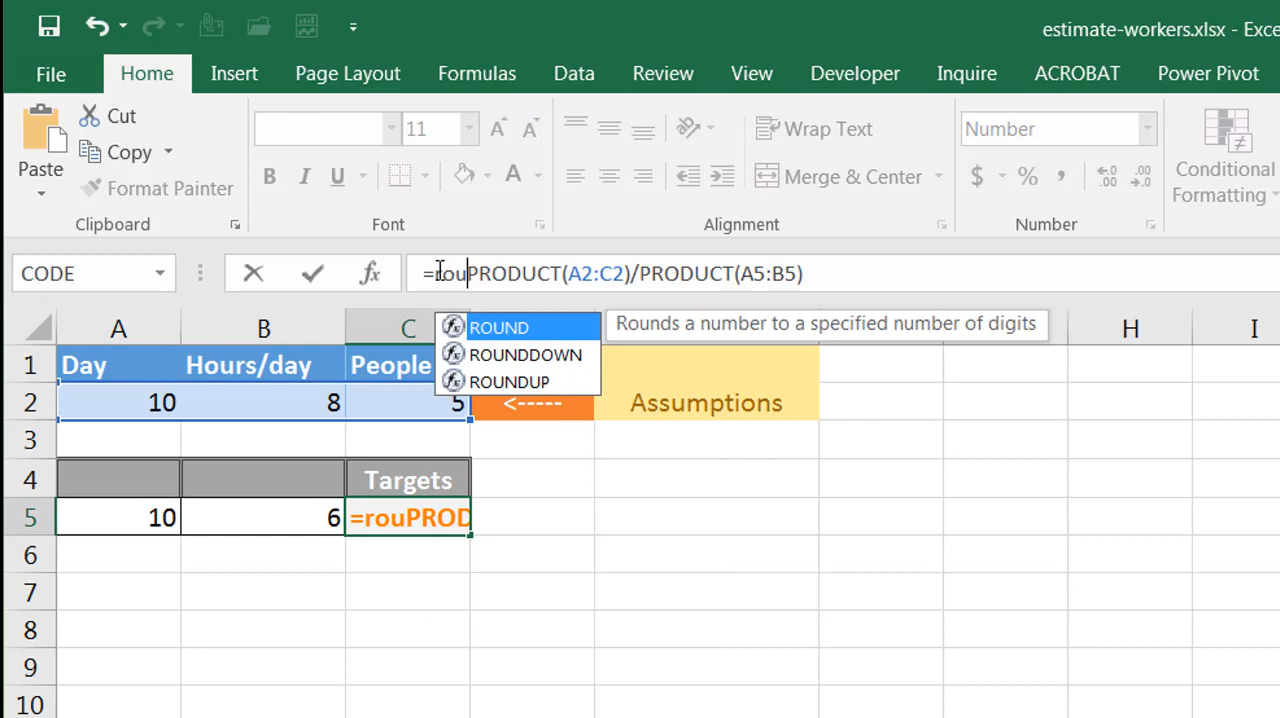 estimate-workers.xlsx - Exce
File Home Insert Page Layout Formulas Data Review View Developer Inquire ACROBAT Power Pivot
Paste
Cut
Copy
Format Painter
Clipboard
11
B I U
Font
Wrap Text
Merge & Center
Alignment
Number
$ % ,
Number
Conditional
Formatting
CODE
fx
=rouPRODUCT(A2:C2)/PRODUCT(A5:B5)
ROUND
ROUNDDOWN
ROUNDUP
Rounds a number to a specified number of digits
A B C H I
1 Day Hours/day People
2 10 8 5 <----- Assumptions
3
4 Targets
5 10 6 =rouPROD
6
7
8
9
10